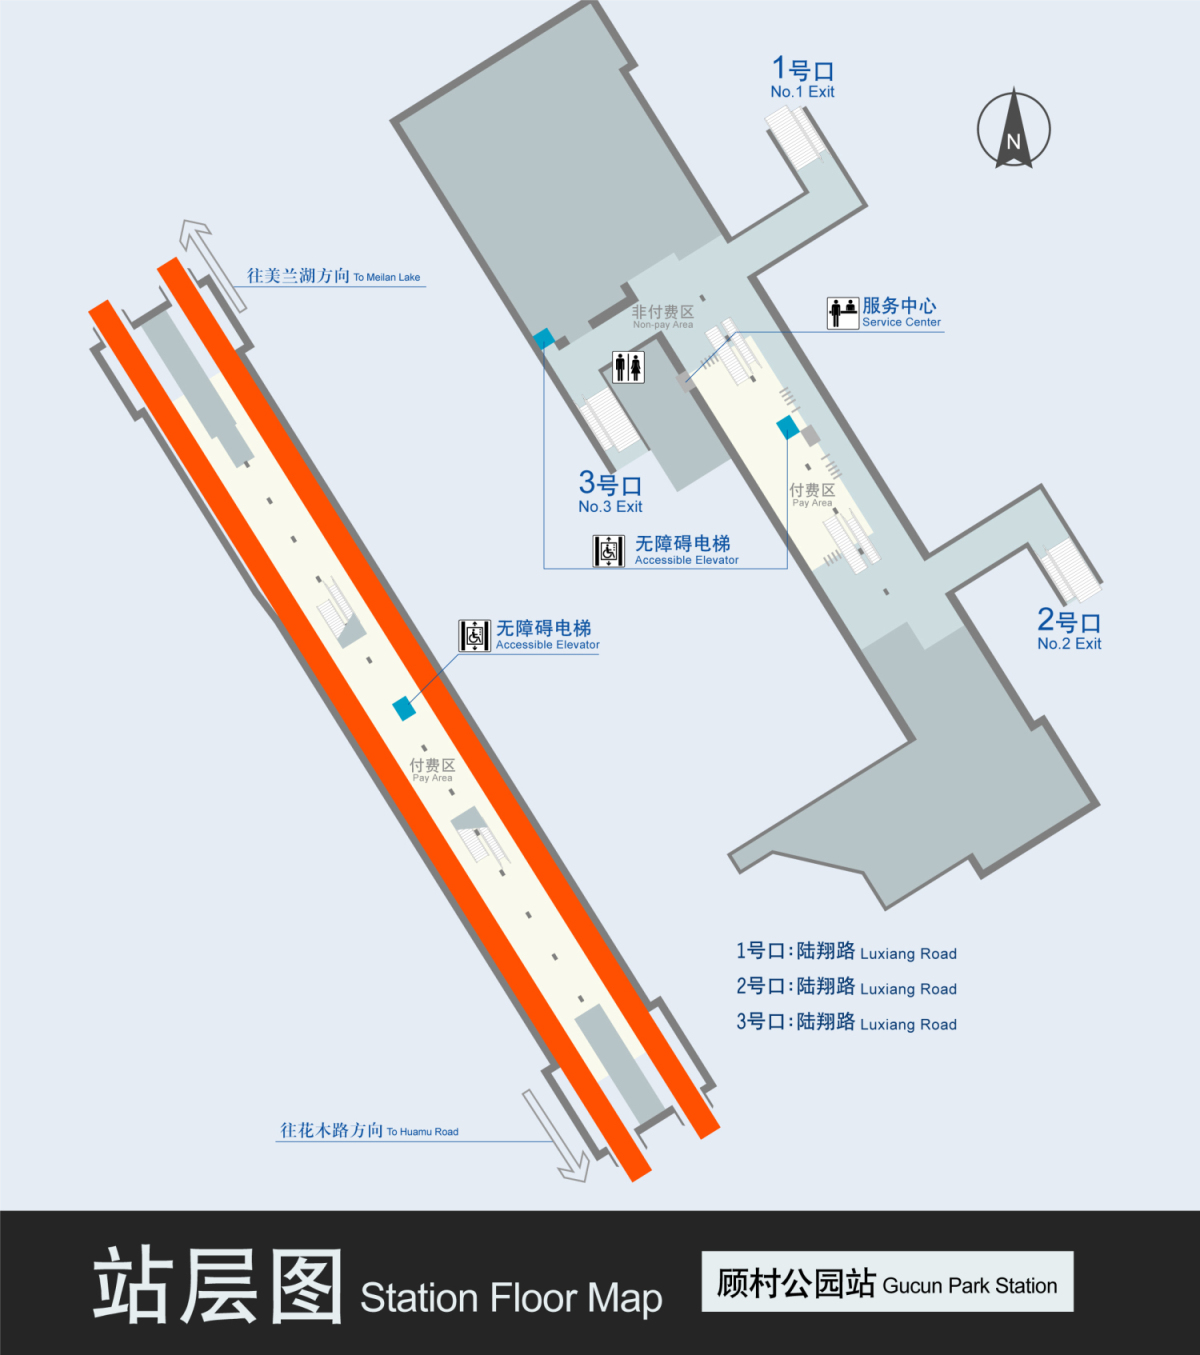 1号口
No.1 Exit
N
往美兰湖方向 To Meilan Lake
服务中心
Service Center
非付费区
Non-pay Area
3号口
No.3 Exit
付费区
Pay Area
无障碍电梯
Accessible Elevator
2号口
No.2 Exit
无障碍电梯
Accessible Elevator
付费区
Pay Area
1号口:陆翔路 Luxiang Road
2号口:陆翔路 Luxiang Road
3号口:陆翔路 Luxiang Road
往花木路方向 To Huamu Road
站层图 Station Floor Map
顾村公园站 Gucun Park Station